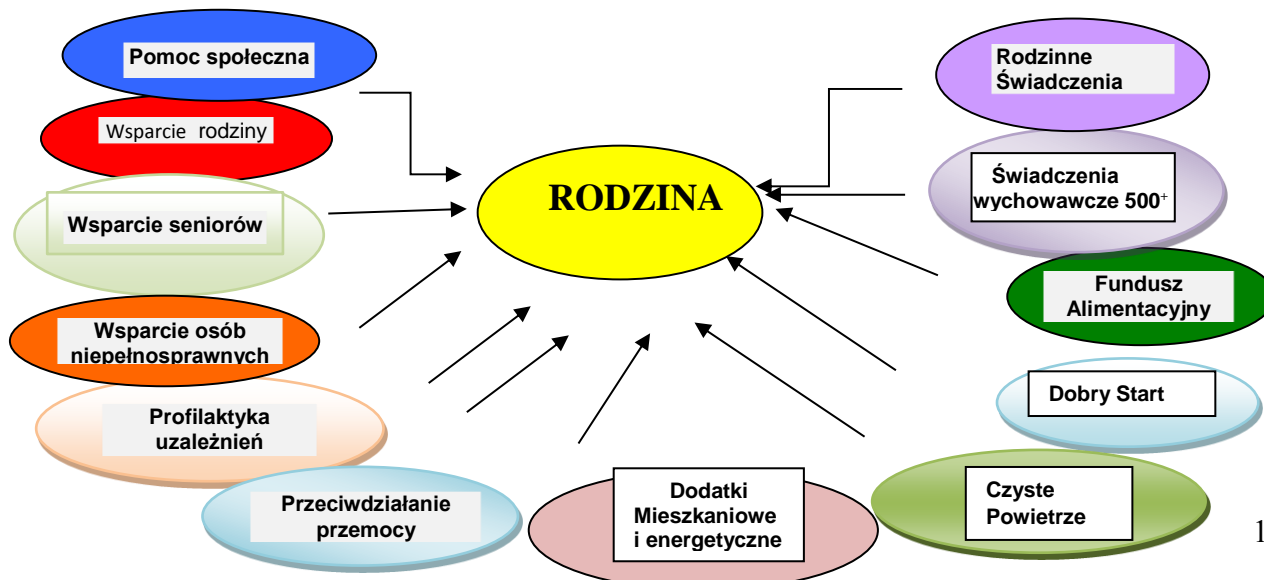 Pomoc społeczna
Wsparcie rodziny
Wsparcie seniorów
Wsparcie osób
niepełnosprawnych
Profilaktyka
uzależnień
Przeciwdziałanie
przemocy
RODZINA
Dodatki
Mieszkaniowe
i energetyczne
Rodzinne
Świadczenia
Świadczenia
wychowawcze 500+
Fundusz
Alimentacyjny
Dobry Start
Czyste
Powietrze
1